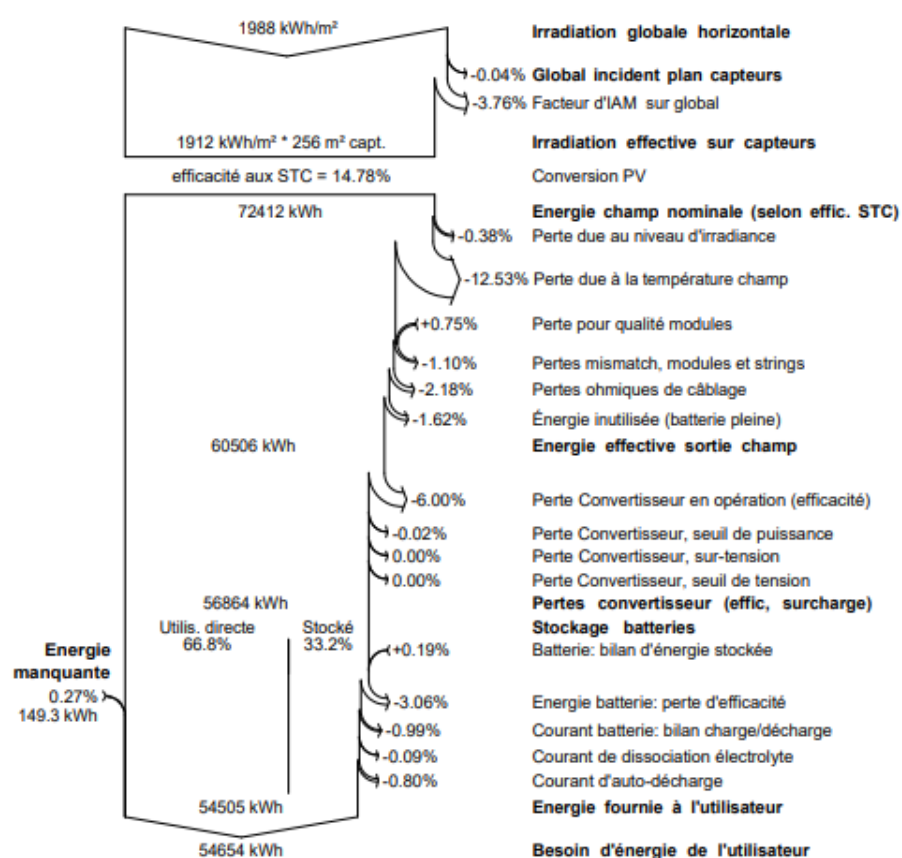 1988 kWh/m² Irradiation globale horizontale
-0.04% Global incident plan capteurs
-3.76% Facteur d'IAM sur global
1912 kWh/m² * 256 m² capt. Irradiation effective sur capteurs
efficacité aux STC = 14.78% Conversion PV
72412 kWh Energie champ nominale (selon effic. STC)
-0.38% Perte due au niveau d'irradiance
-12.53% Perte due à la température champ
+0.75% Perte pour qualité modules
-1.10% Pertes mismatch, modules et strings
-2.18% Pertes ohmiques de câblage
-1.62% Énergie inutilisée (batterie pleine)
60506 kWh Energie effective sortie champ
-6.00% Perte Convertisseur en opération (efficacité)
-0.02% Perte Convertisseur, seuil de puissance
0.00% Perte Convertisseur, sur-tension
0.00% Perte Convertisseur, seuil de tension
56864 kWh Pertes convertisseur (effic, surcharge)
Utilis. directe Stocké Stockage batteries
66.8% 33.2%
Energie +0.19% Batterie: bilan d'énergie stockée
manquante
0.27% -3.06% Energie batterie: perte d'efficacité
149.3 kWh
-0.99% Courant batterie: bilan charge/décharge
-0.09% Courant de dissociation électrolyte
-0.80% Courant d'auto-décharge
54505 kWh Energie fournie à l'utilisateur
54654 kWh Besoin d'énergie de l'utilisateur